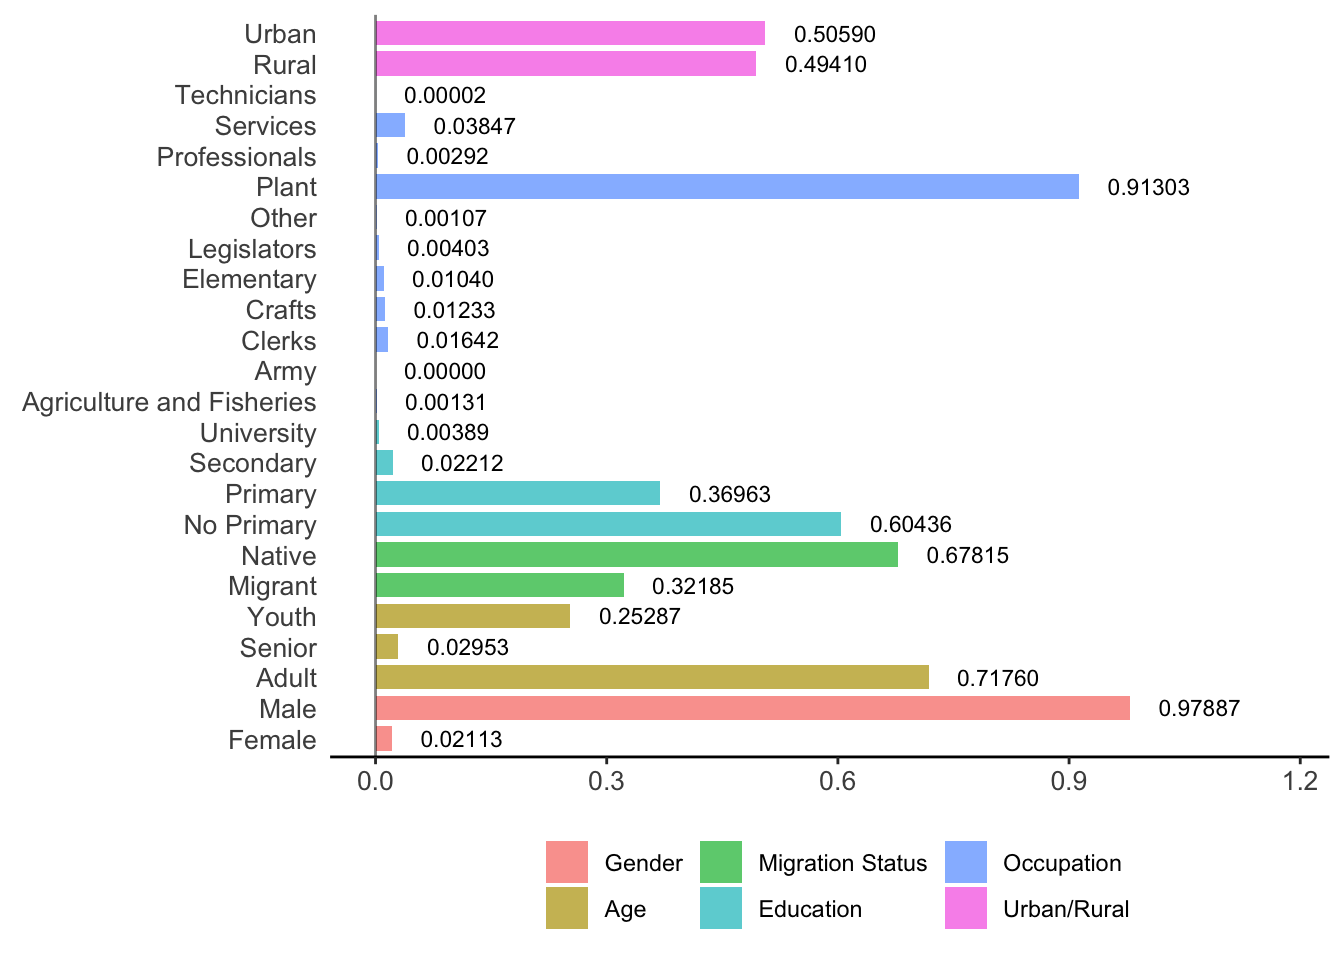 Urban 0.50590
Rural 0.49410
Technicians 0.00002
Services 0.03847
Professionals 0.00292
Plant 0.91303
Other 0.00107
Legislators 0.00403
Elementary 0.01040
Crafts 0.01233
Clerks 0.01642
Army 0.00000
Agriculture and Fisheries 0.00131
University 0.00389
Secondary 0.02212
Primary 0.36963
No Primary 0.60436
Native 0.67815
Migrant 0.32185
Youth 0.25287
Senior 0.02953
Adult 0.71760
Male 0.97887
Female 0.02113
0.0 0.3 0.6 0.9 1.2
Gender Migration Status Occupation
Age Education Urban/Rural